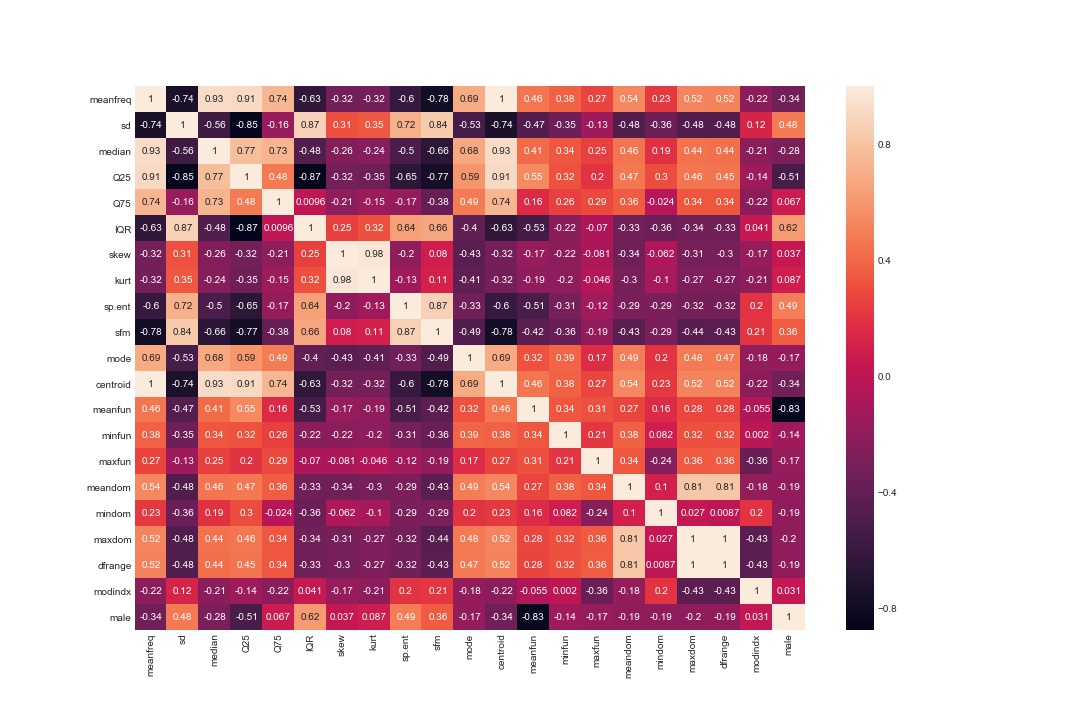 meanfreq 1 -0.74 0.93 0.91 0.74 -0.63 -0.32 -0.32 -0.6 -0.78 0.69 1 0.46 0.38 0.27 0.54 0.23 0.52 0.52 -0.22 -0.34
sd -0.74 1 -0.56 -0.85 -0.16 0.87 0.31 0.35 0.72 0.84 -0.53 -0.74 -0.47 -0.35 -0.13 -0.48 -0.36 -0.48 -0.48 0.12 0.48
median 0.93 -0.56 1 0.77 0.73 -0.48 -0.26 -0.24 -0.5 -0.66 0.68 0.93 0.41 0.34 0.25 0.46 0.19 0.44 0.44 -0.21 -0.28
0.8
Q25 0.91 -0.85 0.77 1 0.48 -0.87 -0.32 -0.35 -0.65 -0.77 0.59 0.91 0.55 0.32 0.2 0.47 0.3 0.46 0.45 -0.14 -0.51
Q75 0.74 -0.16 0.73 0.48 1 0.0096 -0.21 -0.15 -0.17 -0.38 0.49 0.74 0.16 0.26 0.29 0.36 -0.024 0.34 0.34 -0.22 0.067
IQR -0.63 0.87 -0.48 -0.87 0.0096 1 0.25 0.32 0.64 0.66 -0.4 -0.63 -0.53 -0.22 -0.07 -0.33 -0.36 -0.34 -0.33 0.041 0.62
skew -0.32 0.31 -0.26 -0.32 -0.21 0.25 1 0.98 -0.2 0.08 -0.43 -0.32 -0.17 -0.22 -0.081 -0.34 -0.062 -0.31 -0.3 -0.17 0.037
0.4
kurt -0.32 0.35 -0.24 -0.35 -0.15 0.32 0.98 1 -0.13 0.11 -0.41 -0.32 -0.19 -0.2 -0.046 -0.3 -0.1 -0.27 -0.27 -0.21 0.087
sp.ent -0.6 0.72 -0.5 -0.65 -0.17 0.64 -0.2 -0.13 1 0.87 -0.33 -0.6 -0.51 -0.31 -0.12 -0.29 -0.29 -0.32 -0.32 0.2 0.49
sfm -0.78 0.84 -0.66 -0.77 -0.38 0.66 0.08 0.11 0.87 1 -0.49 -0.78 -0.42 -0.36 -0.19 -0.43 -0.29 -0.44 -0.43 0.21 0.36
mode 0.69 -0.53 0.68 0.59 0.49 -0.4 -0.43 -0.41 -0.33 -0.49 1 0.69 0.32 0.39 0.17 0.49 0.2 0.48 0.47 -0.18 -0.17
0.0
centroid 1 -0.74 0.93 0.91 0.74 -0.63 -0.32 -0.32 -0.6 -0.78 0.69 1 0.46 0.38 0.27 0.54 0.23 0.52 0.52 -0.22 -0.34
meanfun 0.46 -0.47 0.41 0.55 0.16 -0.53 -0.17 -0.19 -0.51 -0.42 0.32 0.46 1 0.34 0.31 0.27 0.16 0.28 0.28 -0.055 -0.83
minfun 0.38 -0.35 0.34 0.32 0.26 -0.22 -0.22 -0.2 -0.31 -0.36 0.39 0.38 0.34 1 0.21 0.38 0.082 0.32 0.32 0.002 -0.14
maxfun 0.27 -0.13 0.25 0.2 0.29 -0.07 -0.081 -0.046 -0.12 -0.19 0.17 0.27 0.31 0.21 1 0.34 -0.24 0.36 0.36 -0.36 -0.17
meandom 0.54 -0.48 0.46 0.47 0.36 -0.33 -0.34 -0.3 -0.29 -0.43 0.49 0.54 0.27 0.38 0.34 1 0.1 0.81 0.81 -0.18 -0.19
−0.4
mindom 0.23 -0.36 0.19 0.3 -0.024 -0.36 -0.062 -0.1 -0.29 -0.29 0.2 0.23 0.16 0.082 -0.24 0.1 1 0.027 0.0087 0.2 -0.19
maxdom 0.52 -0.48 0.44 0.46 0.34 -0.34 -0.31 -0.27 -0.32 -0.44 0.48 0.52 0.28 0.32 0.36 0.81 0.027 1 1 -0.43 -0.2
dfrange 0.52 -0.48 0.44 0.45 0.34 -0.33 -0.3 -0.27 -0.32 -0.43 0.47 0.52 0.28 0.32 0.36 0.81 0.0087 1 1 -0.43 -0.19
modindx -0.22 0.12 -0.21 -0.14 -0.22 0.041 -0.17 -0.21 0.2 0.21 -0.18 -0.22 -0.055 0.002 -0.36 -0.18 0.2 -0.43 -0.43 1 0.031
−0.8
male -0.34 0.48 -0.28 -0.51 0.067 0.62 0.037 0.087 0.49 0.36 -0.17 -0.34 -0.83 -0.14 -0.17 -0.19 -0.19 -0.2 -0.19 0.031 1
meanfreq sd median Q25 Q75 IQR skew kurt sp.ent sfm mode centroid meanfun minfun maxfun meandom mindom maxdom dfrange modindx male